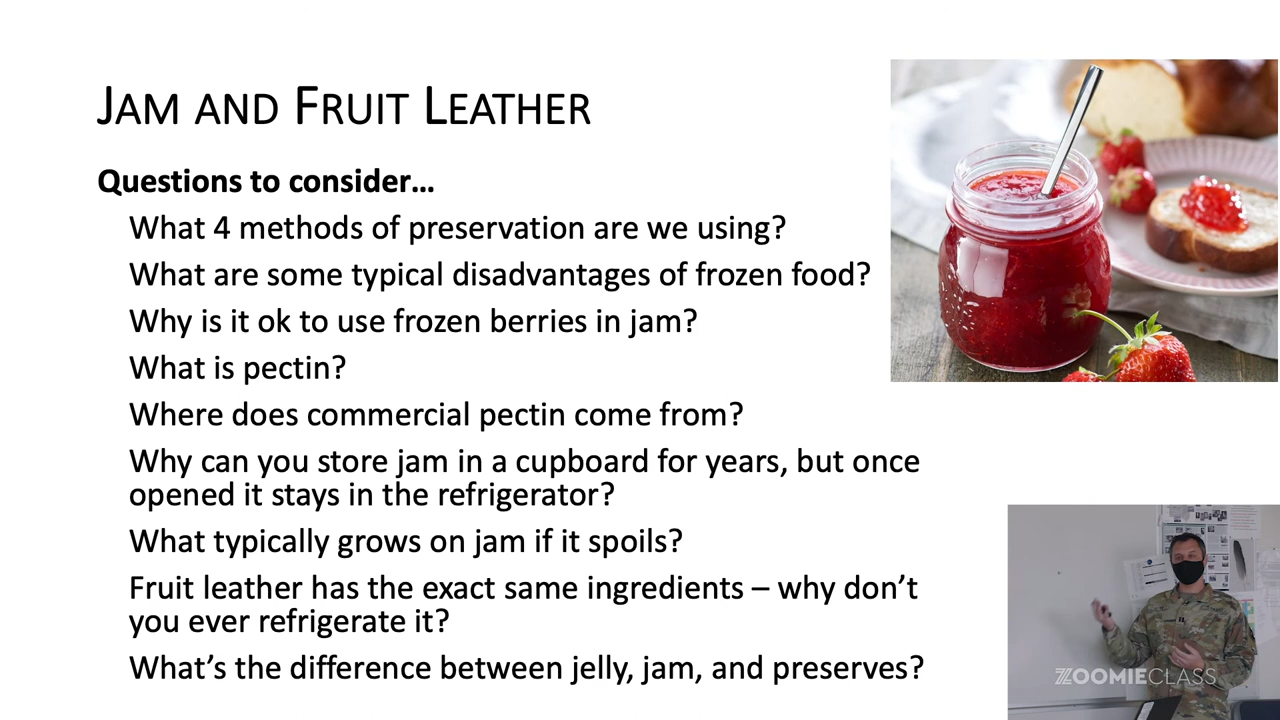 JAM AND FRUIT LEATHER
Questions to consider…
What 4 methods of preservation are we using?
What are some typical disadvantages of frozen food?
Why is it ok to use frozen berries in jam?
What is pectin?
Where does commercial pectin come from?
Why can you store jam in a cupboard for years, but once
opened it stays in the refrigerator?
What typically grows on jam if it spoils?
Fruit leather has the exact same ingredients – why don’t
you ever refrigerate it?
What’s the difference between jelly, jam, and preserves?
ZOOMIECLASS